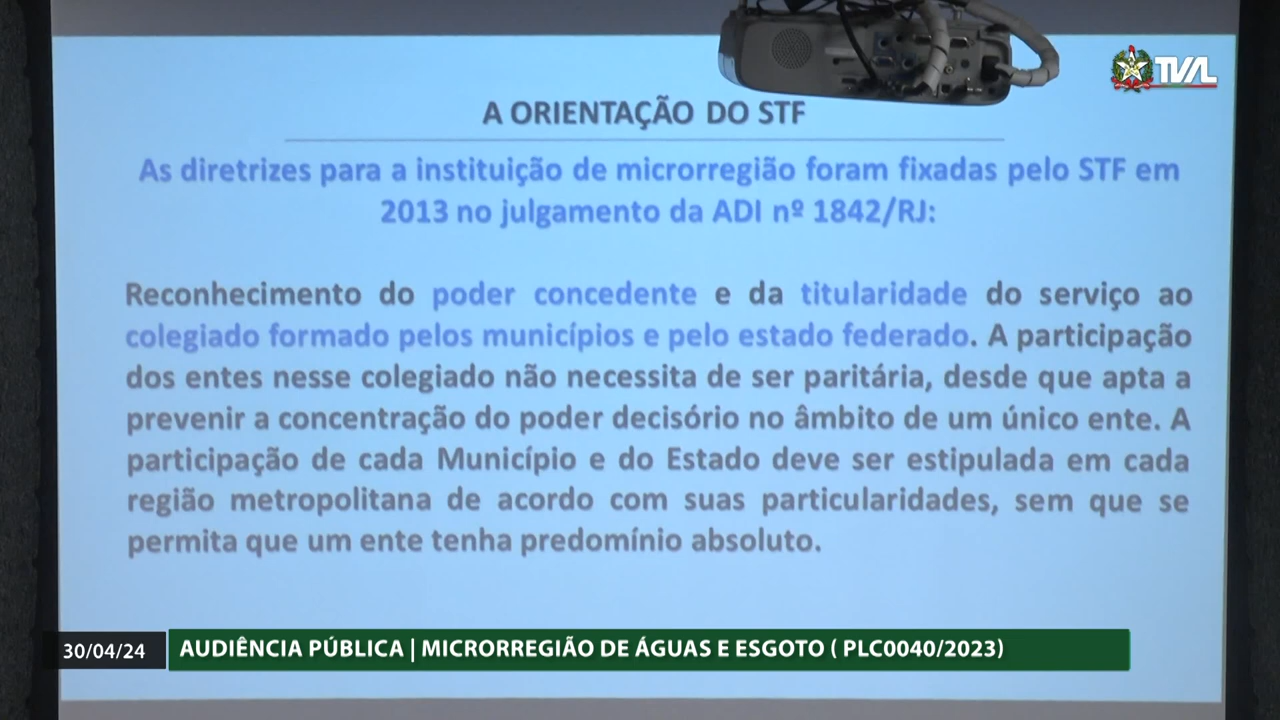 TVAL
A ORIENTAÇÃO DO STF
As diretrizes para a instituição de microrregião foram fixadas pelo STF em
2013 no julgamento da ADI nº 1842/RJ:
Reconhecimento do poder concedente e da titularidade do serviço ao
colegiado formado pelos municípios e pelo estado federado. A participação
dos entes nesse colegiado não necessita de ser paritária, desde que apta a
prevenir a concentração do poder decisório no âmbito de um único ente. A
participação de cada Município e do Estado deve ser estipulada em cada
região metropolitana de acordo com suas particularidades, sem que se
permita que um ente tenha predomínio absoluto.
30/04/24
AUDIÊNCIA PÚBLICA | MICRORREGIÃO DE ÁGUAS E ESGOTO ( PLC0040/2023)